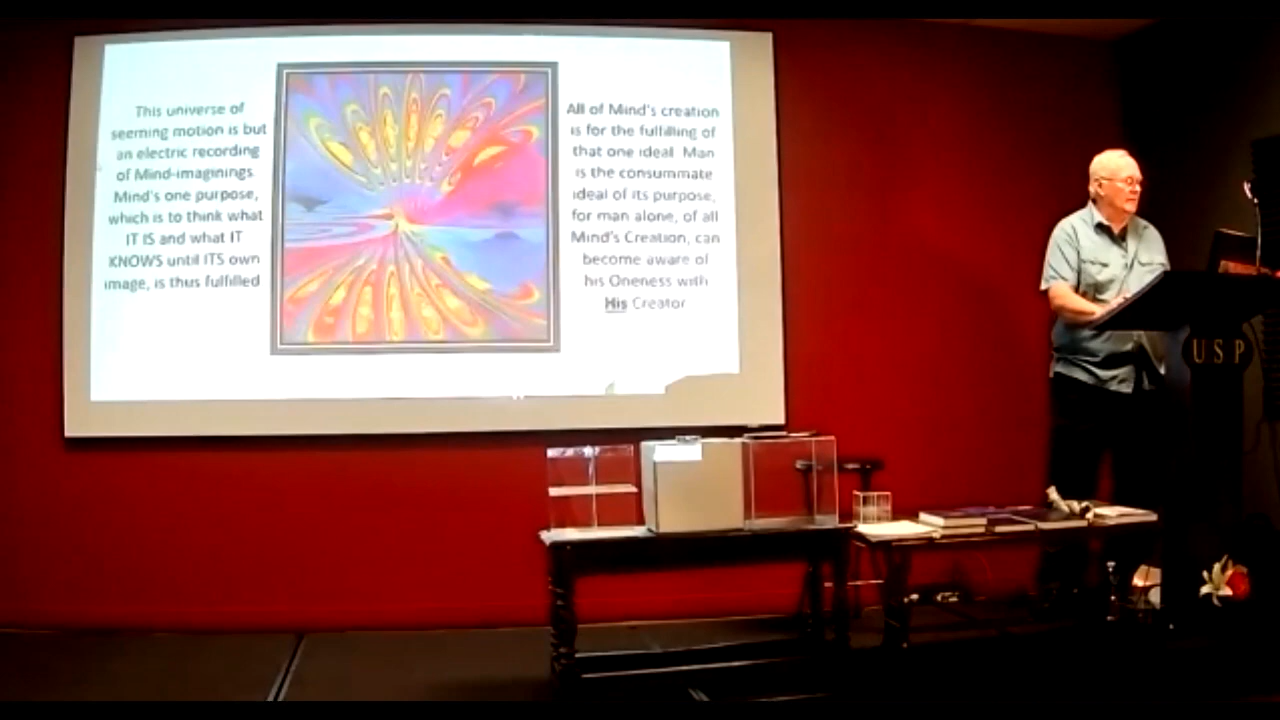 This universe of
seeming motion is but
an electric recording
of Mind-imaginings
Mind's one purpose,
which is to think what
IT IS and what IT
KNOWS until ITS own
image, is thus fulfilled
All of Mind's creation
is for the fulfilling of
that one ideal Man
is the consummate
ideal of its purpose,
for man alone, of all
Mind's Creation, can
become aware of
his Oneness with
His Creator
USP